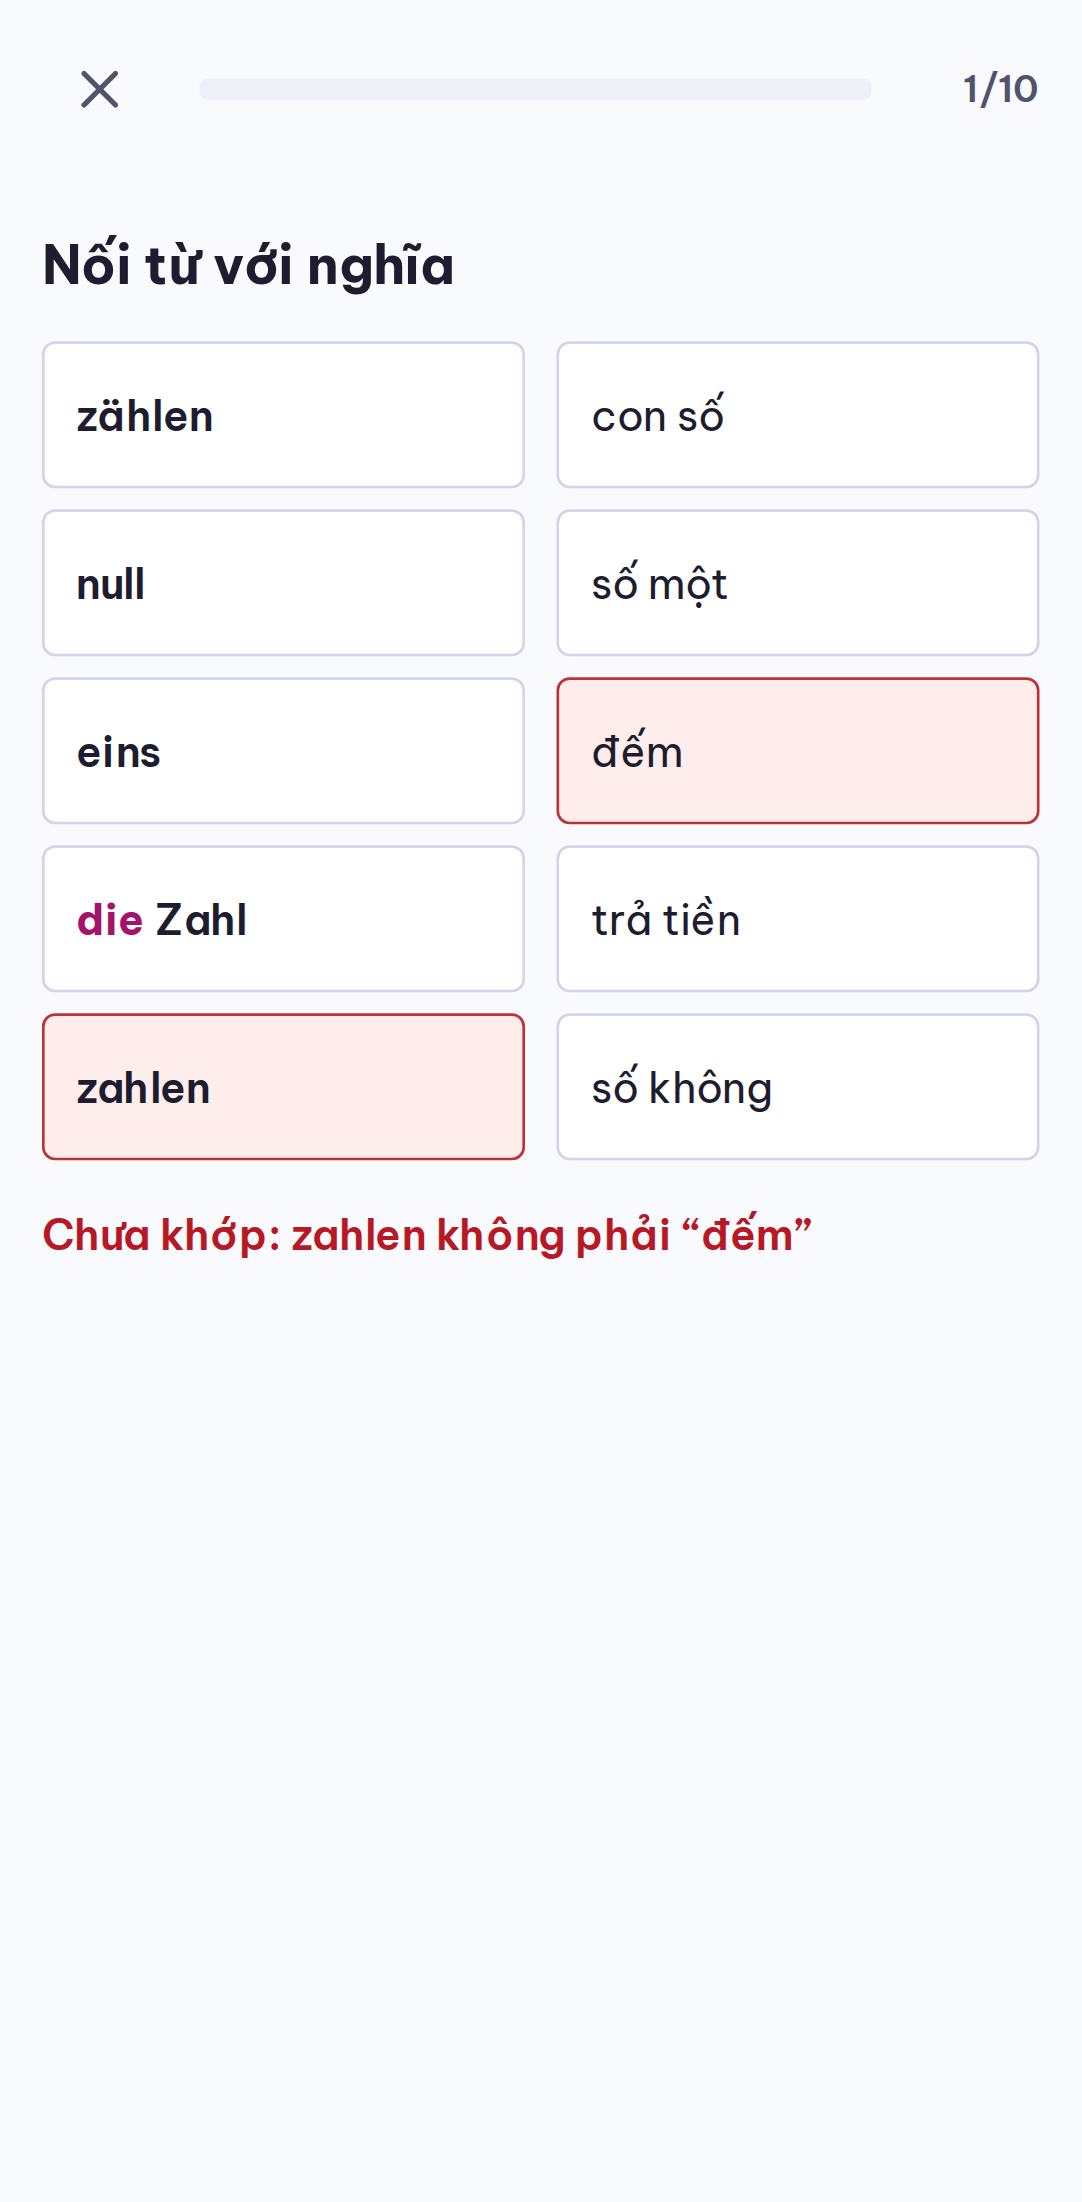 1/10
Nối từ với nghĩa
zählen
con số
null
số một
eins
đếm
die Zahl
trả tiền
zahlen
số không
Chưa khớp: zahlen không phải “đếm”